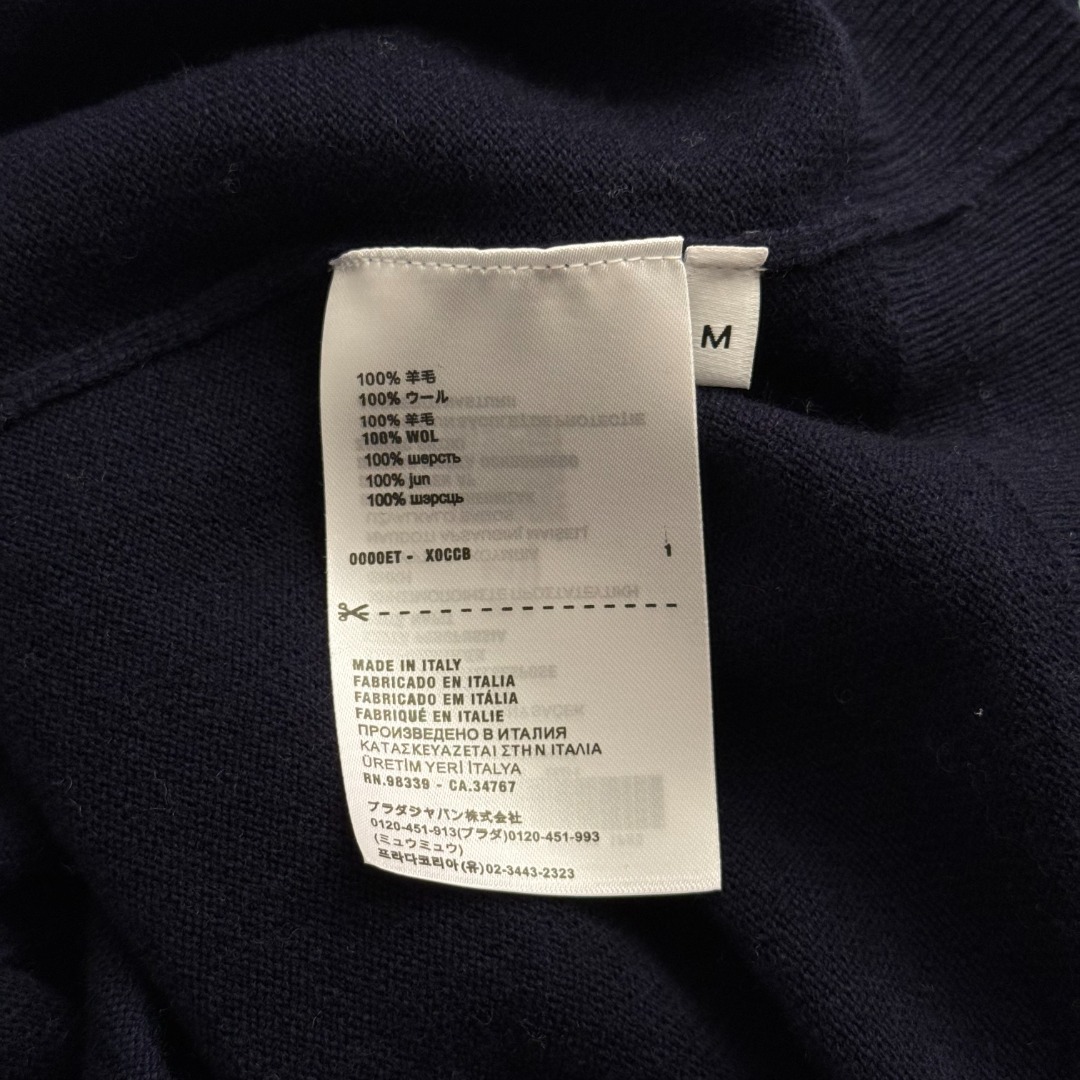 M
100% 羊毛
100% ウール
100% 羊毛
100% WOL
100% шерсть
100% jun
100% шэрсць
0000ET - X0CCB 1
MADE IN ITALY
FABRICADO EN ITALIA
FABRICADO EM ITÁLIA
FABRIQUÉ EN ITALIE
ПРОИЗВЕДЕНО В ИТАЛИЯ
ΚΑΤΑΣΚΕΥΑΖΕΤΑΙ ΣΤΗΝ ΙΤΑΛΙΑ
ÜRETİM YERİ İTALYA
RN.98339 - CA.34767
プラダジャパン株式会社
0120-451-913(プラダ)0120-451-993
(ミュウミュウ)
프라다코리아(유)02-3443-2323